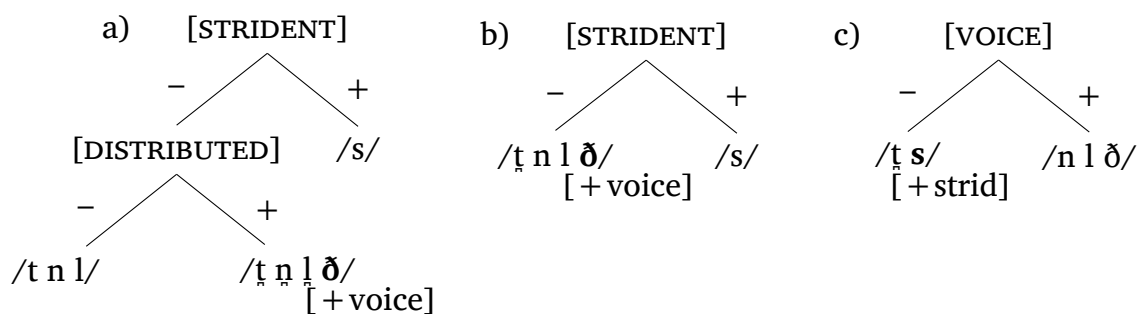 a) [STRIDENT] b) [STRIDENT] c) [VOICE]
– + – + – +
[DISTRIBUTED] /s/ /t̪ n l ð/ /s/ /t̪ s/ /n l ð/
[+voice] [+strid]
– +
/t n l/ /t̪ n̪ l̪ ð/
[+voice]